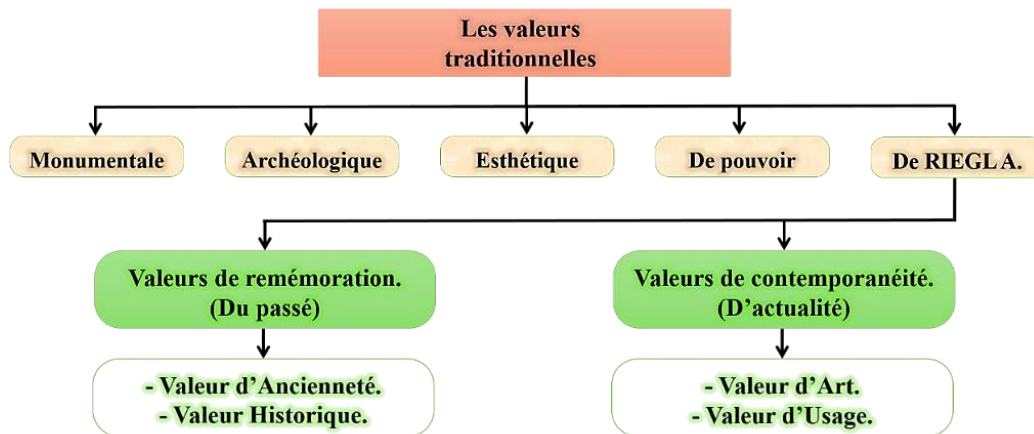 Les valeurs
traditionnelles
Monumentale
Archéologique
Esthétique
De pouvoir
De RIEGL A.
Valeurs de remémoration.
(Du passé)
Valeurs de contemporanéité.
(D’actualité)
- Valeur d’Ancienneté.
- Valeur Historique.
- Valeur d’Art.
- Valeur d’Usage.